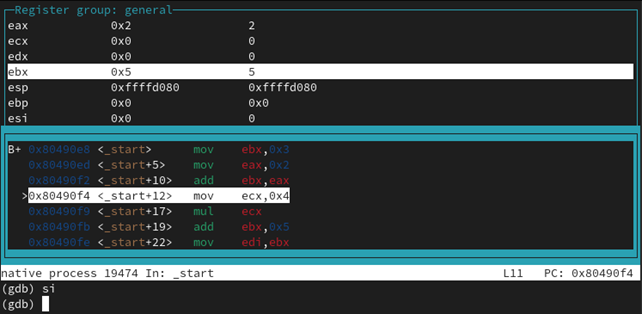 Register group: general
eax 0x2 2
ecx 0x0 0
edx 0x0 0
ebx 0x5 5
esp 0xffffd080 0xffffd080
ebp 0x0 0x0
esi 0x0 0
B+ 0x80490e8 <_start> mov ebx,0x3
0x80490ed <_start+5> mov eax,0x2
0x80490f2 <_start+10> add ebx,eax
>0x80490f4 <_start+12> mov ecx,0x4
0x80490f9 <_start+17> mul ecx
0x80490fb <_start+19> add ebx,0x5
0x80490fe <_start+22> mov edi,ebx
native process 19474 In: _start L11 PC: 0x80490f4
(gdb) si
(gdb)